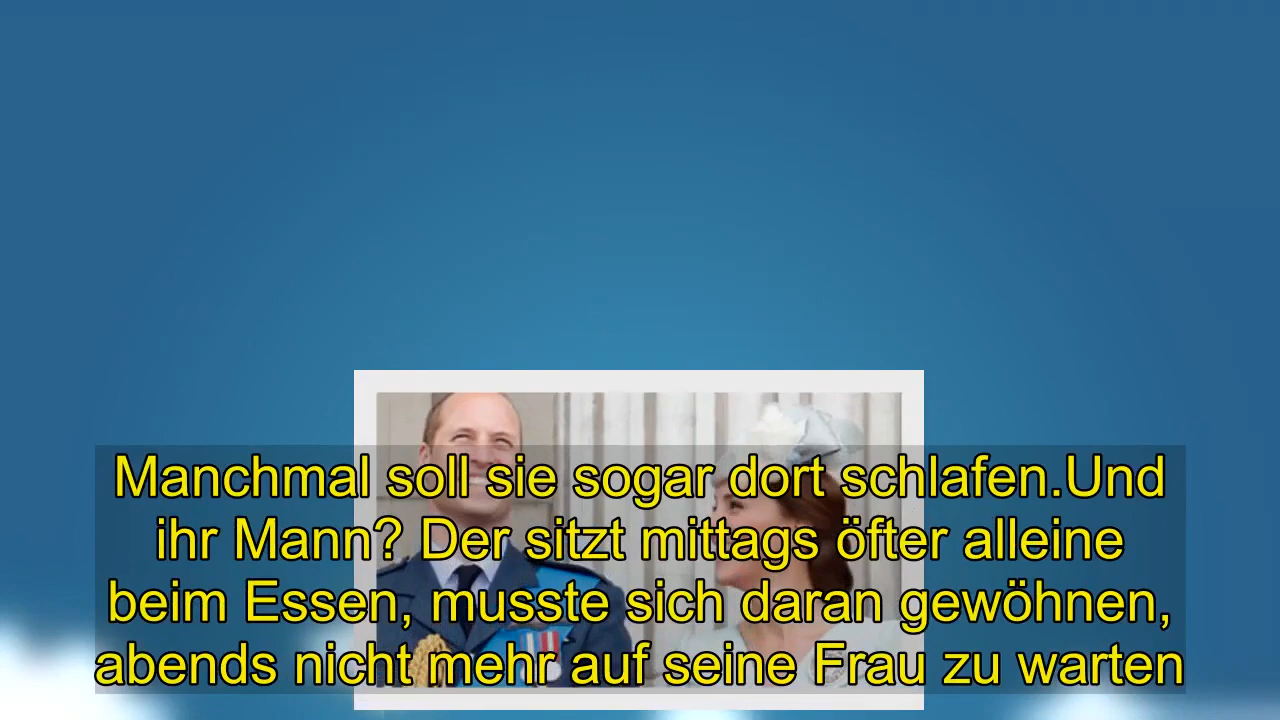 Manchmal soll sie sogar dort schlafen.Und
ihr Mann? Der sitzt mittags öfter alleine
beim Essen, musste sich daran gewöhnen,
abends nicht mehr auf seine Frau zu warten